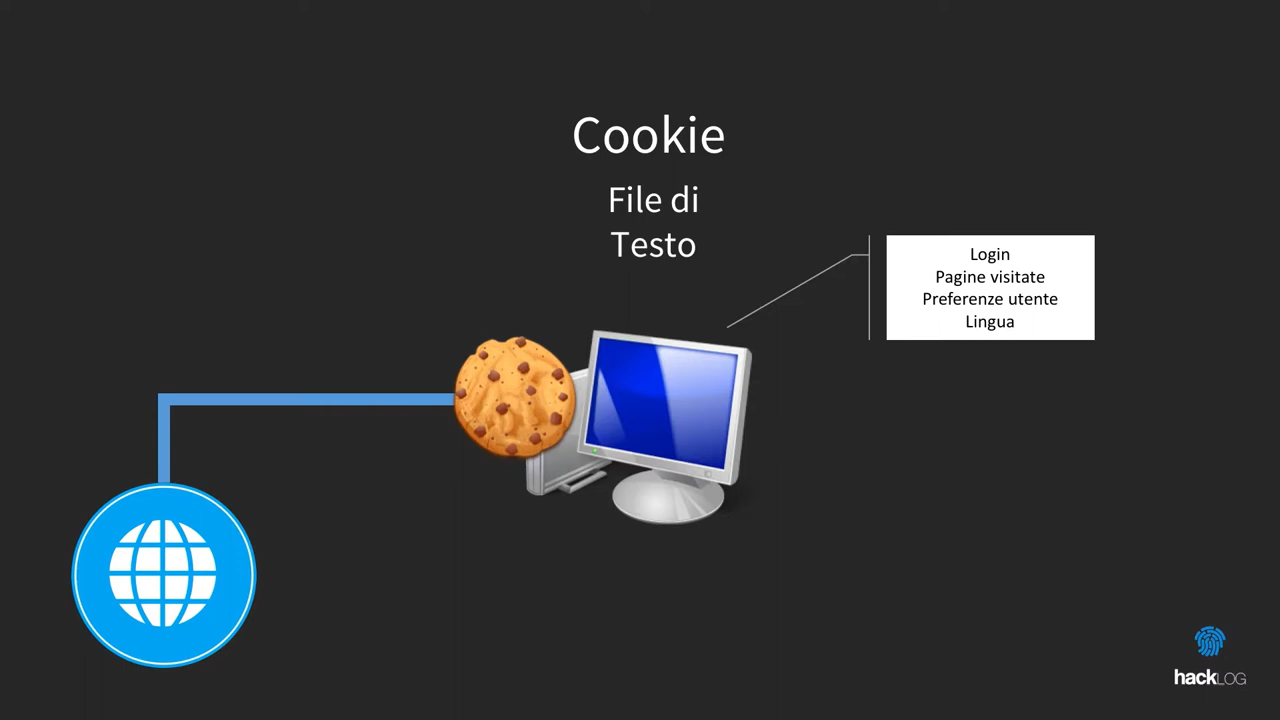 Cookie
File di
Testo
Login
Pagine visitate
Preferenze utente
Lingua
hackLOG